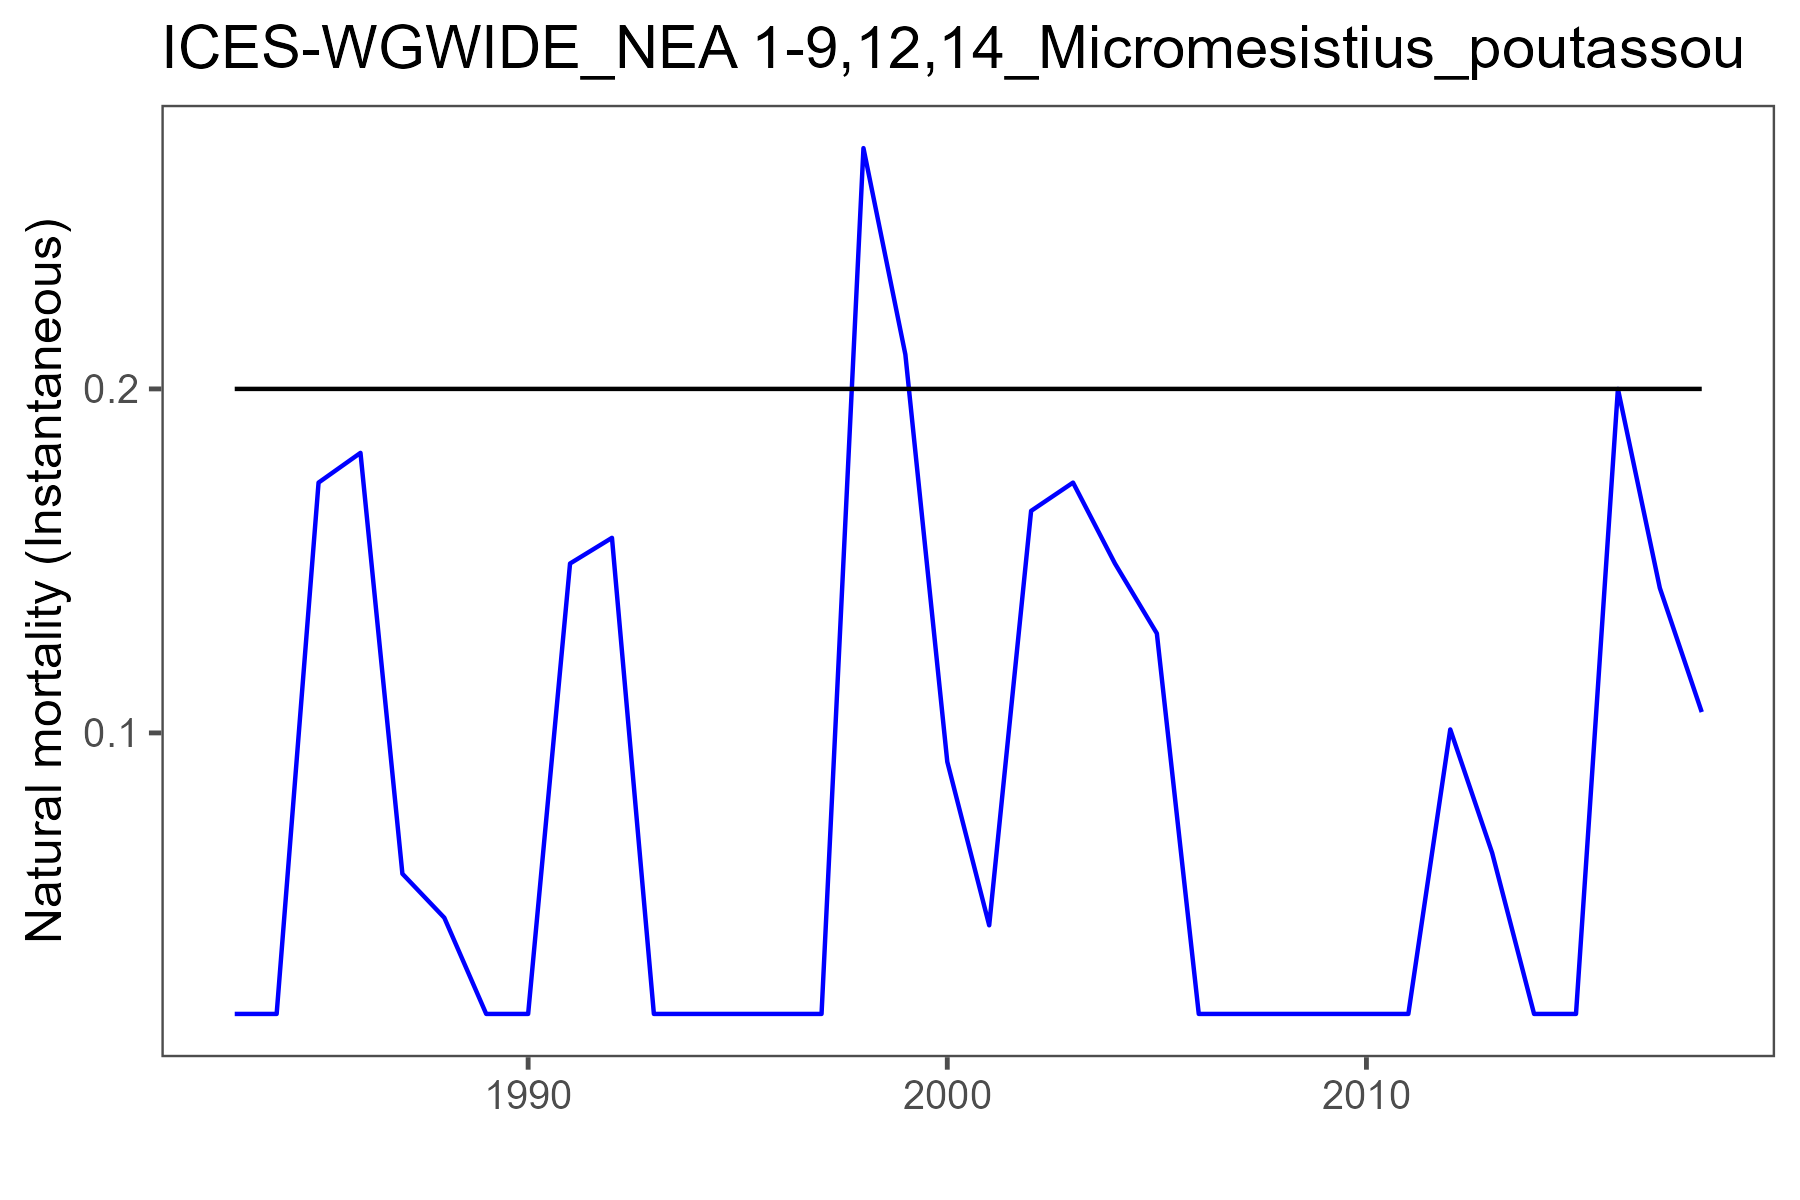 ICES-WGWIDE_NEA 1-9,12,14_Micromesistius_poutassou
Natural mortality (Instantaneous)
0.2
0.1
1990 2000 2010